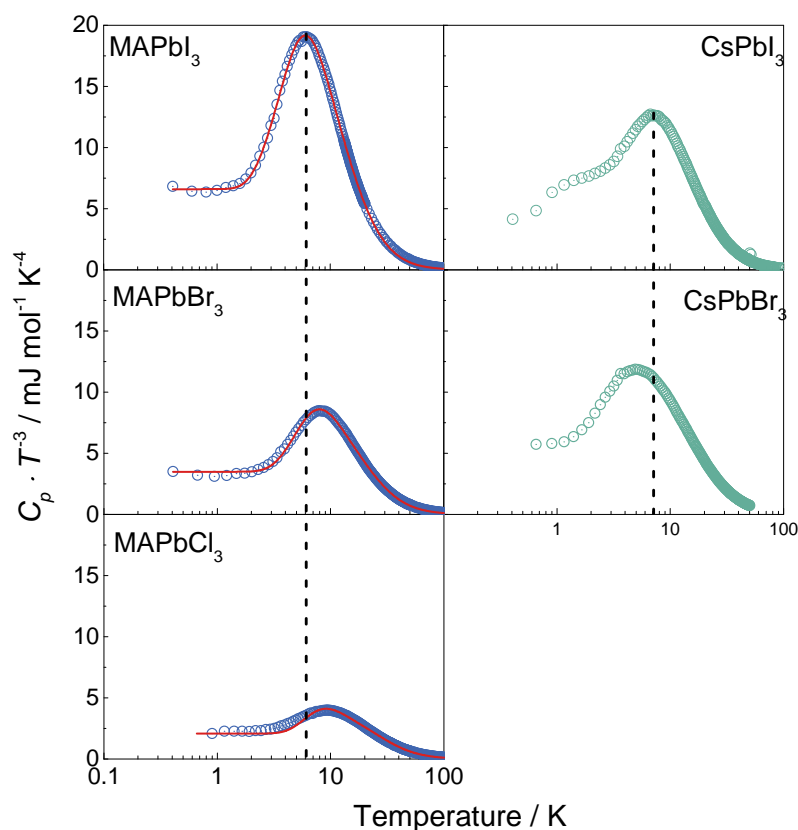 MAPbI₃
CsPbI₃
20
15
10
5
0
MAPbBr₃
CsPbBr₃
15
10
5
0
1
10
100
MAPbCl₃
15
10
5
0
0.1
1
10
100
Cₚ · T⁻³ / mJ mol⁻¹ K⁻⁴
Temperature / K